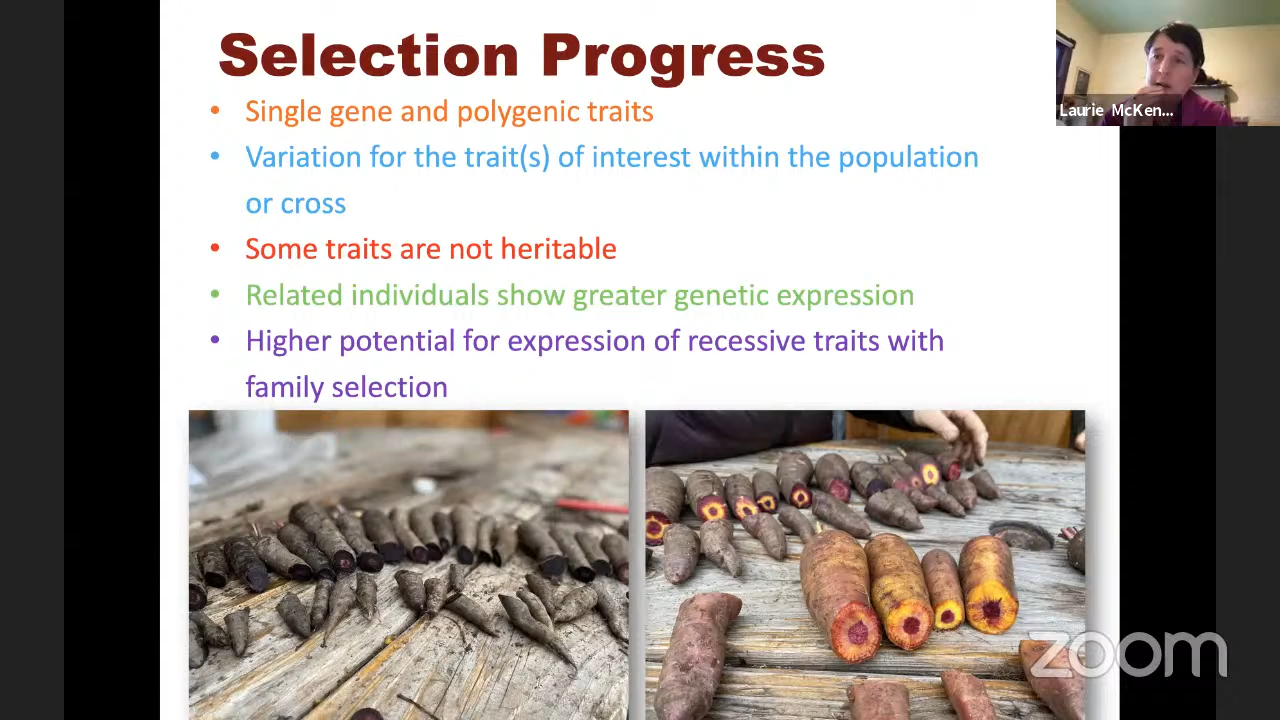 Selection Progress
• Single gene and polygenic traits
• Variation for the trait(s) of interest within the population
or cross
• Some traits are not heritable
• Related individuals show greater genetic expression
• Higher potential for expression of recessive traits with
family selection
Laurie McKen...
zoom